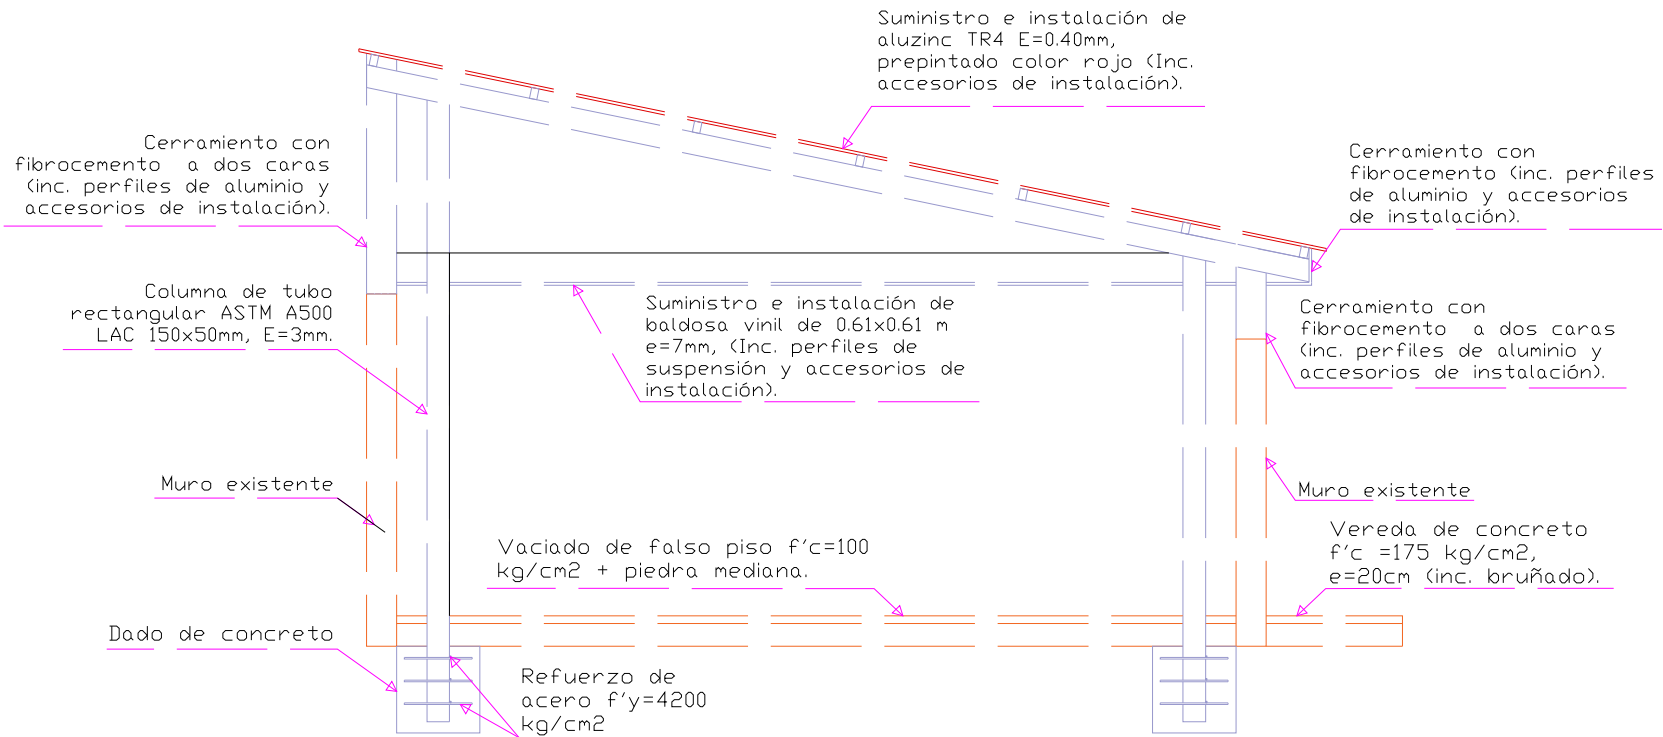 Suministro e instalación de
aluzinc TR4 E=0.40mm,
prepintado color rojo (Inc.
accesorios de instalación).
Cerramiento con
fibrocemento a dos caras
(inc. perfiles de aluminio y
accesorios de instalación).
Cerramiento con
fibrocemento (inc. perfiles
de aluminio y accesorios
de instalación).
Columna de tubo
rectangular ASTM A500
LAC 150x50mm, E=3mm.
Suministro e instalación de
baldosa vinil de 0.61x0.61 m
e=7mm, (Inc. perfiles de
suspensión y accesorios de
instalación).
Cerramiento con
fibrocemento a dos caras
(inc. perfiles de aluminio y
accesorios de instalación).
Muro existente
Muro existente
Vaciado de falso piso f'c=100
kg/cm2 + piedra mediana.
Vereda de concreto
f'c =175 kg/cm2,
e=20cm (inc. bruñado).
Dado de concreto
Refuerzo de
acero f'y=4200
kg/cm2